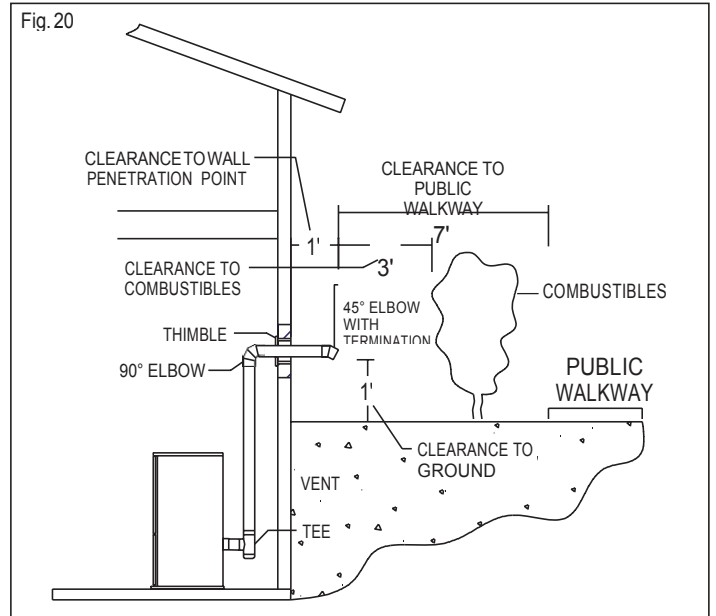 Fig. 20
CLEARANCE TO WALL
PENETRATION POINT
CLEARANCE TO
PUBLIC
WALKWAY
1'
7'
3'
CLEARANCE TO
COMBUSTIBLES
COMBUSTIBLES
45° ELBOW
WITH
TERMINATION
THIMBLE
90° ELBOW
PUBLIC
WALKWAY
1'
CLEARANCE TO
GROUND
VENT
TEE